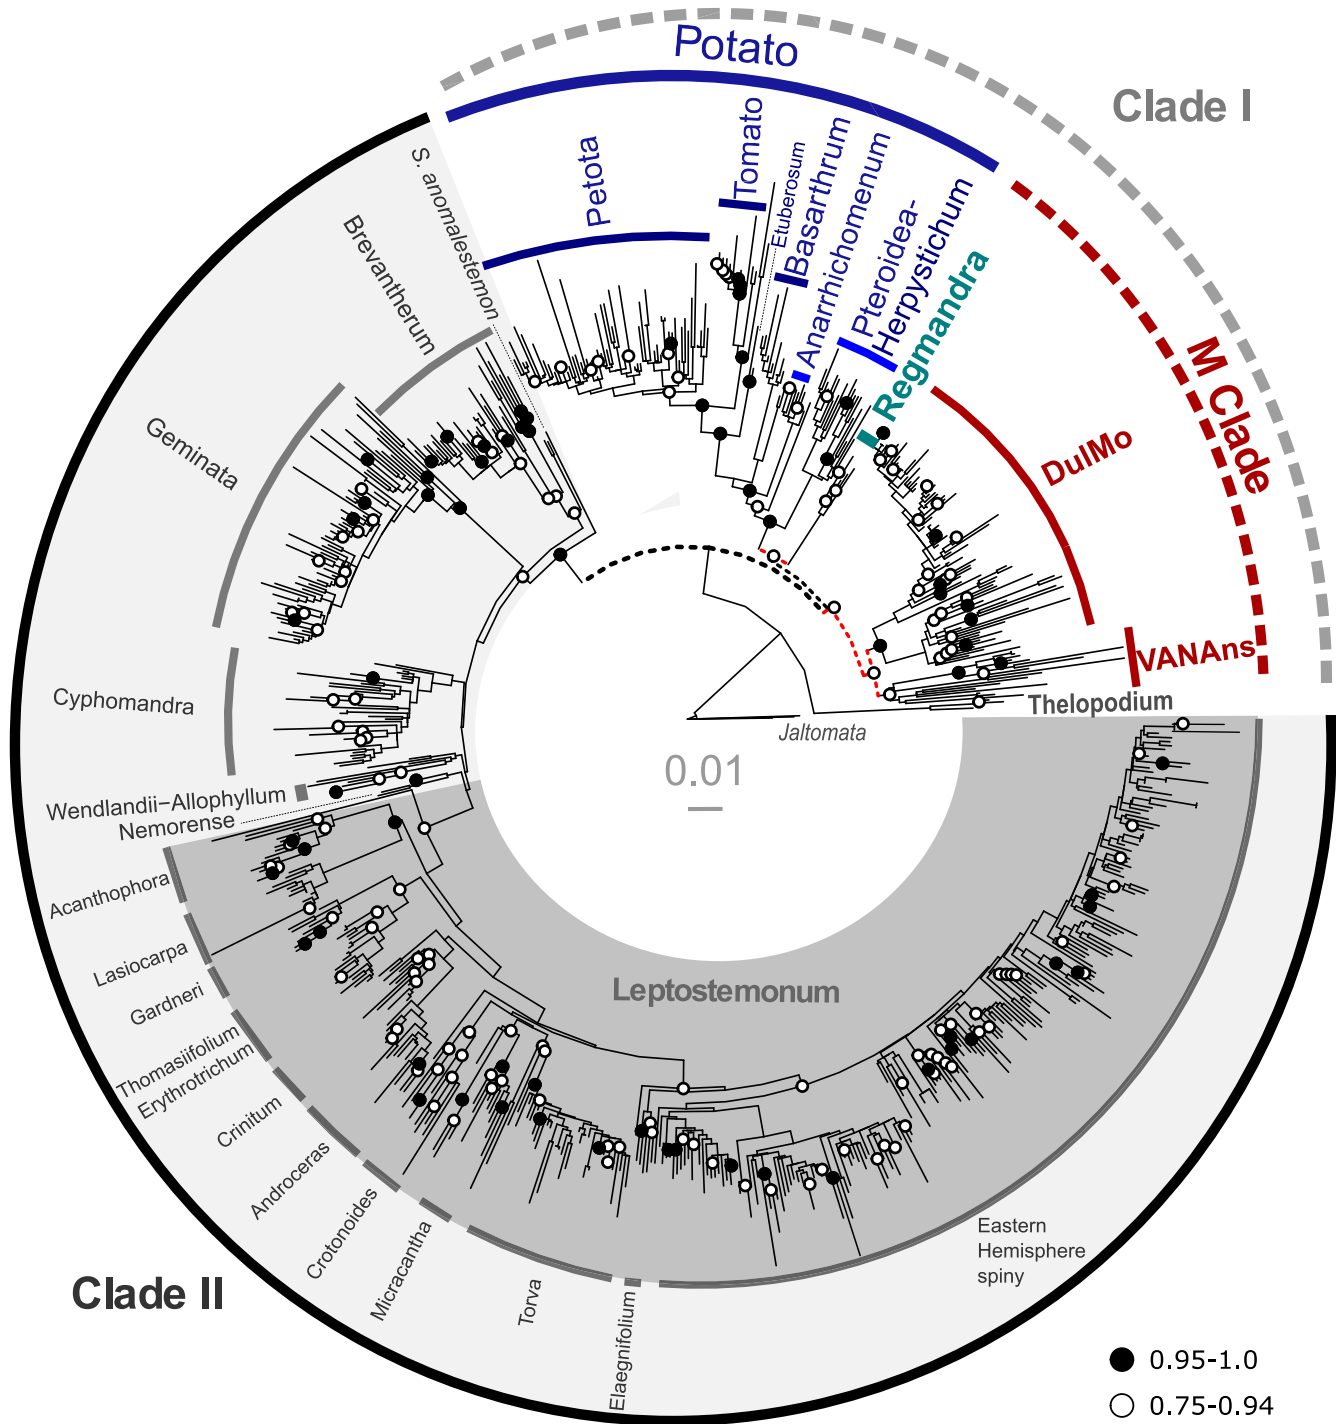 Potato
Clade I
Petota
Tomato
Etuberosum
Basarthrum
Anarrhichomenum
Pteroidea-
Herpystichum
Regmandra
M Clade
DulMo
VANAns
Thelopodium
Jaltomata
0.01
S. anomalestemon
Brevantherum
Geminata
Cyphomandra
Wendlandii–Allophyllum
Nemorense
Acanthophora
Lasiocarpa
Gardneri
Thomasiifolium
Erythrotrichum
Crinitum
Androceras
Crotonoides
Micracantha
Torva
Elaegnifolium
Eastern
Hemisphere
spiny
Leptostemonum
Clade II
0.95-1.0
0.75-0.94